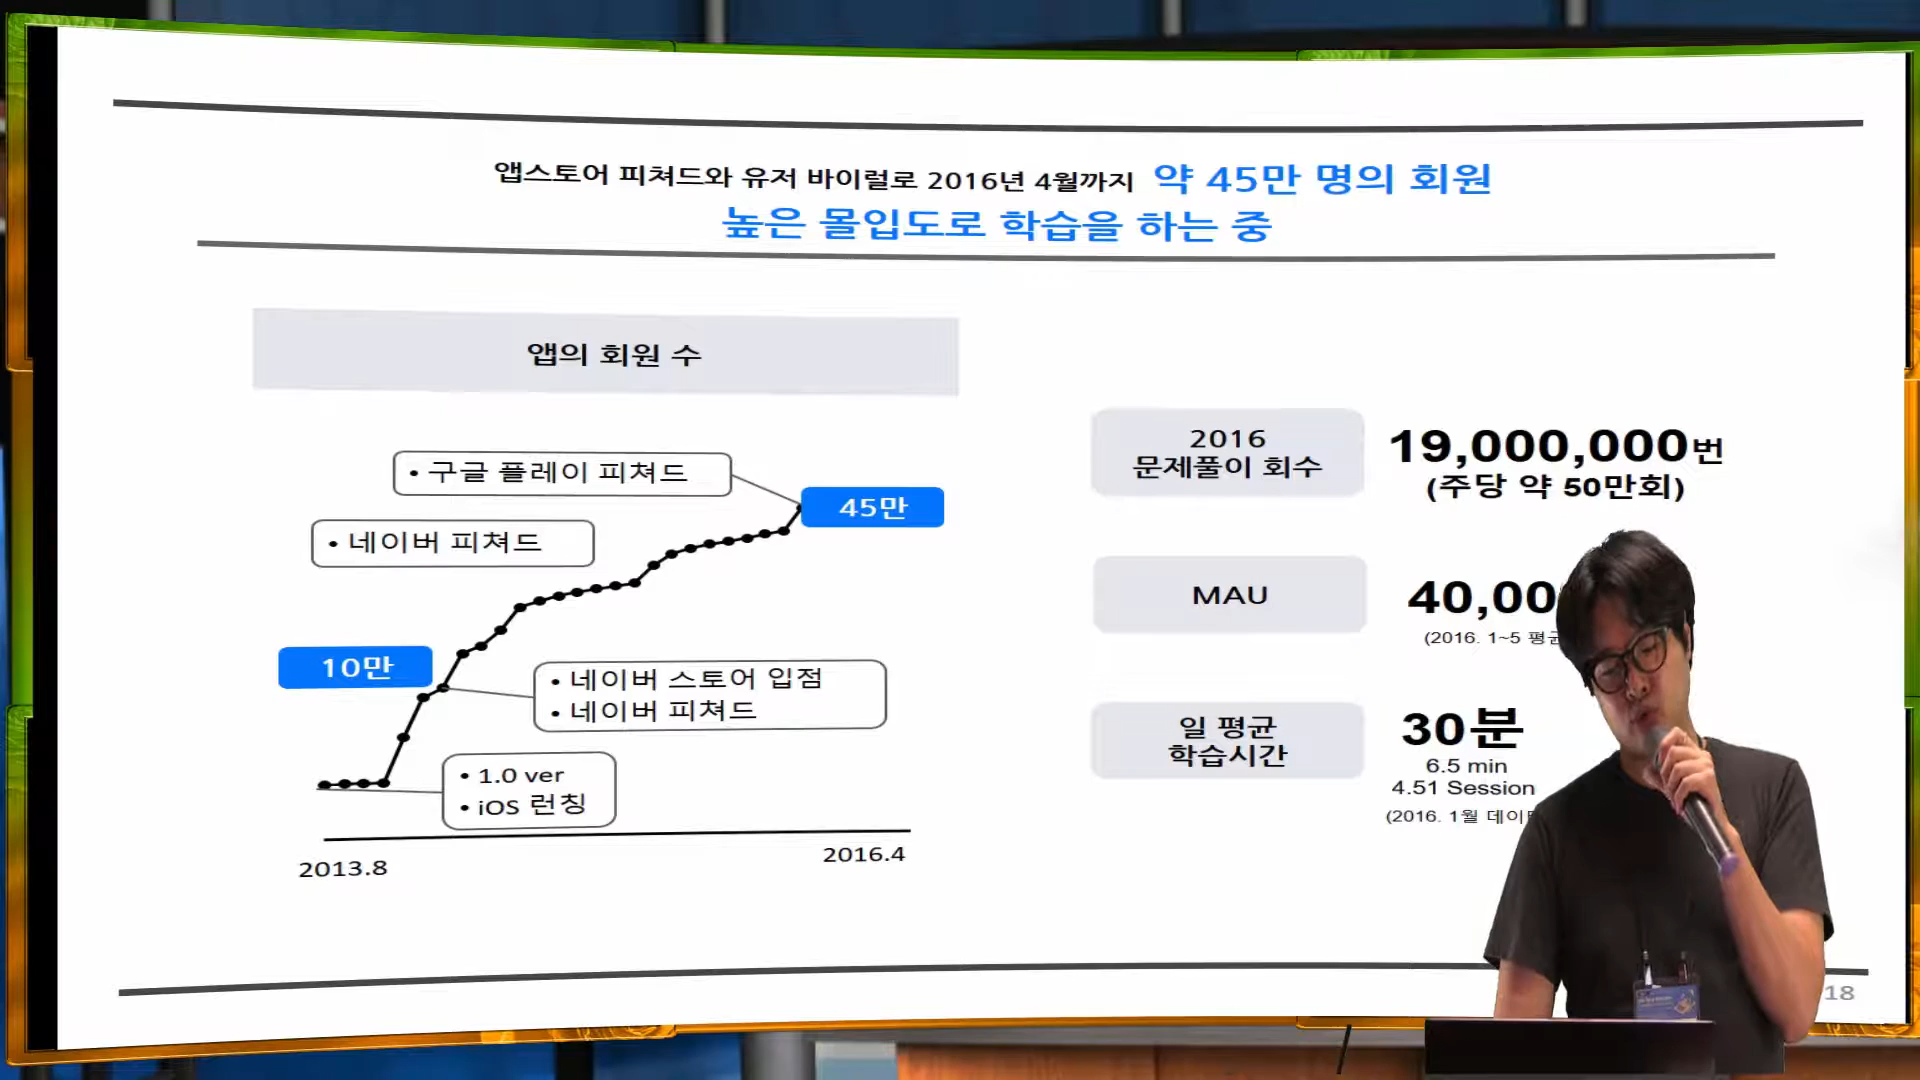 앱스토어 피쳐드와 유저 바이럴로 2016년 4월까지 약 45만 명의 회원
높은 몰입도로 학습을 하는 중
앱의 회원 수
• 구글 플레이 피쳐드
45만
• 네이버 피쳐드
10만
• 네이버 스토어 입점
• 네이버 피쳐드
• 1.0 ver
• iOS 런칭
2013.8
2016.4
2016
문제풀이 회수
19,000,000번
(주당 약 50만회)
MAU
40,00
(2016. 1~5 평균
일 평균
학습시간
30분
6.5 min
4.51 Session
(2016. 1월
18